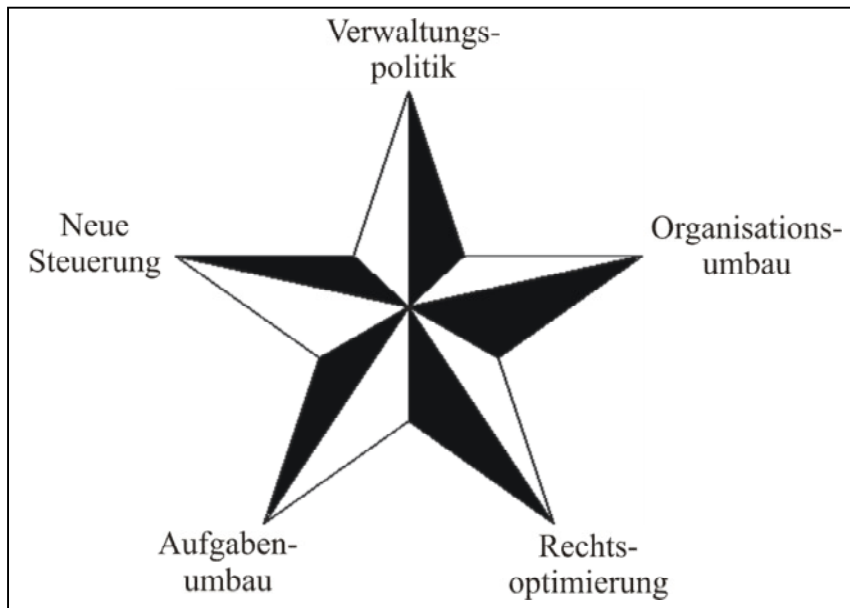 Verwaltungs-
politik
Neue
Steuerung
Organisations-
umbau
Aufgaben-
umbau
Rechts-
optimierung